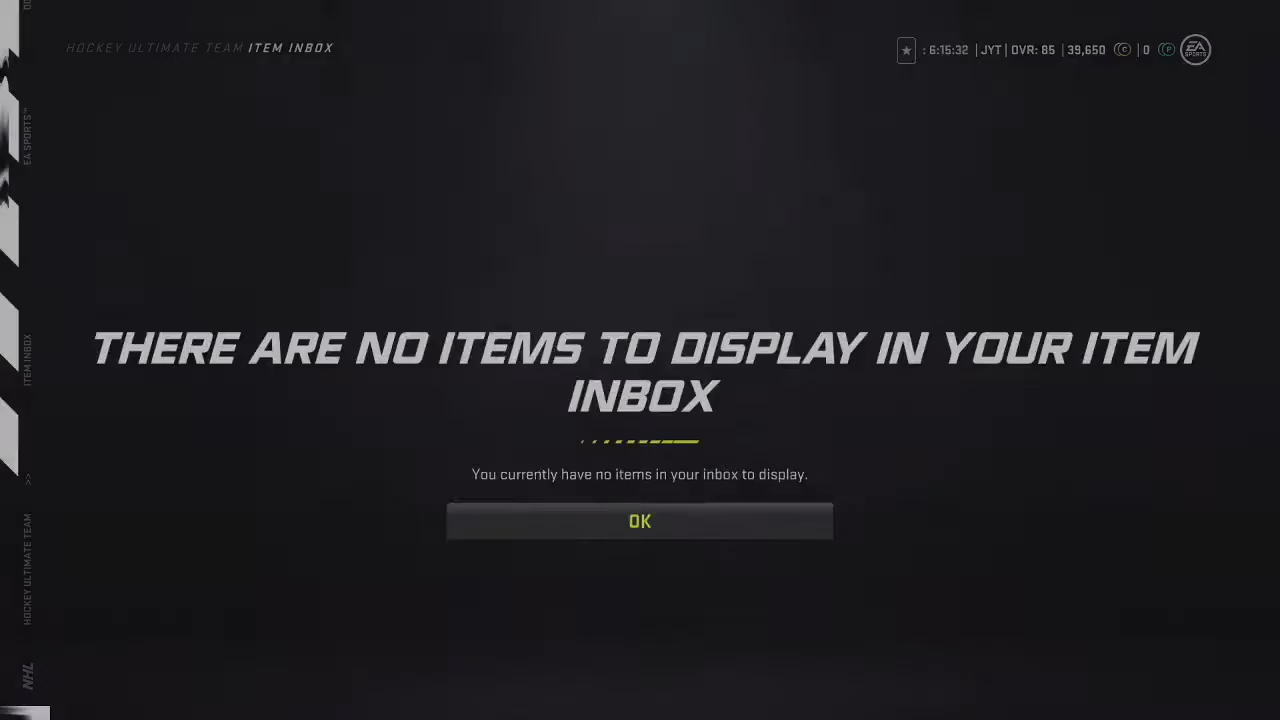 HOCKEY ULTIMATE TEAM ITEM INBOX
: 6:15:32 | JYT | OVR: 85 | 39,650 C | 0 P
EA SPORTS
THERE ARE NO ITEMS TO DISPLAY IN YOUR ITEM
INBOX
You currently have no items in your inbox to display.
OK
EA SPORTS™
ITEM INBOX
>>
HOCKEY ULTIMATE TEAM
NHL